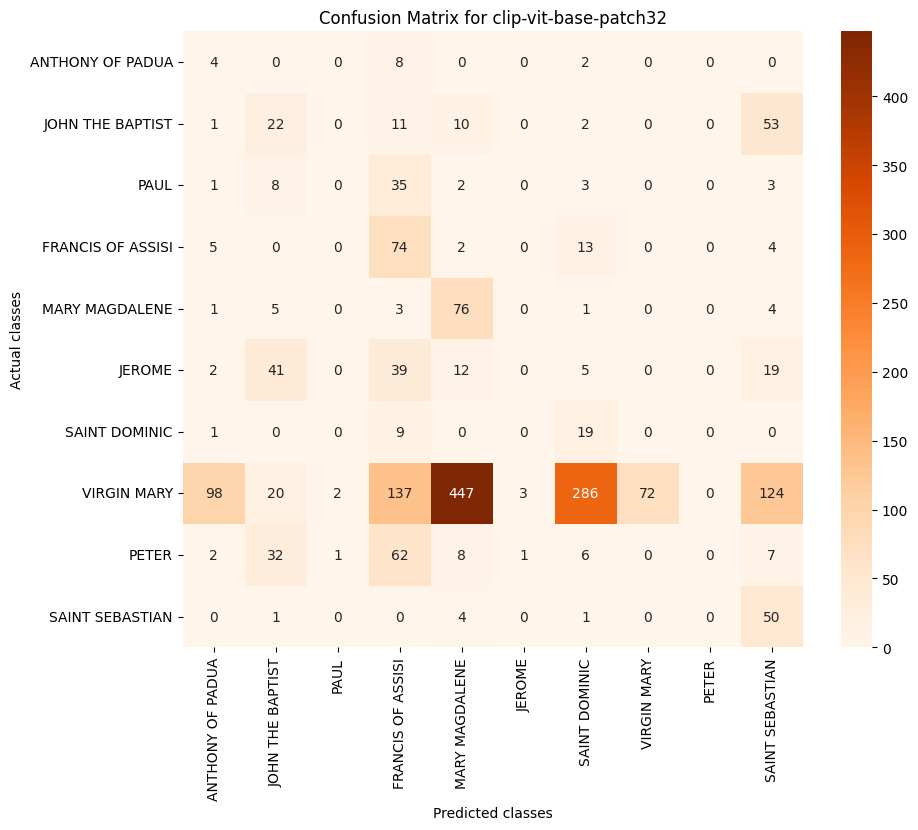 Confusion Matrix for clip-vit-base-patch32
Actual classes
ANTHONY OF PADUA 4 0 0 8 0 0 2 0 0 0
JOHN THE BAPTIST 1 22 0 11 10 0 2 0 0 53
PAUL 1 8 0 35 2 0 3 0 0 3
FRANCIS OF ASSISI 5 0 0 74 2 0 13 0 0 4
MARY MAGDALENE 1 5 0 3 76 0 1 0 0 4
JEROME 2 41 0 39 12 0 5 0 0 19
SAINT DOMINIC 1 0 0 9 0 0 19 0 0 0
VIRGIN MARY 98 20 2 137 447 3 286 72 0 124
PETER 2 32 1 62 8 1 6 0 0 7
SAINT SEBASTIAN 0 1 0 0 4 0 1 0 0 50
ANTHONY OF PADUA
JOHN THE BAPTIST
PAUL
FRANCIS OF ASSISI
MARY MAGDALENE
JEROME
SAINT DOMINIC
VIRGIN MARY
PETER
SAINT SEBASTIAN
Predicted classes
400
350
300
250
200
150
100
50
0